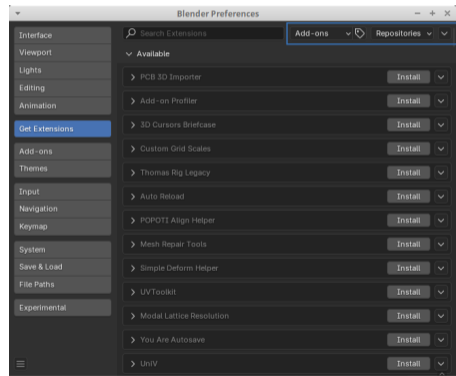 Blender Preferences
Interface
Viewport
Lights
Editing
Animation
Get Extensions
Add-ons
Themes
Input
Navigation
Keymap
System
Save & Load
File Paths
Experimental
Search Extensions
Add-ons
Repositories
Available
PCB 3D Importer
Install
Add-on Profiler
Install
3D Cursors Briefcase
Install
Custom Grid Scales
Install
Thomas Rig Legacy
Install
Auto Reload
Install
POPOTI Align Helper
Install
Mesh Repair Tools
Install
Simple Deform Helper
Install
UVToolkit
Install
Modal Lattice Resolution
Install
You Are Autosave
Install
UniV
Install